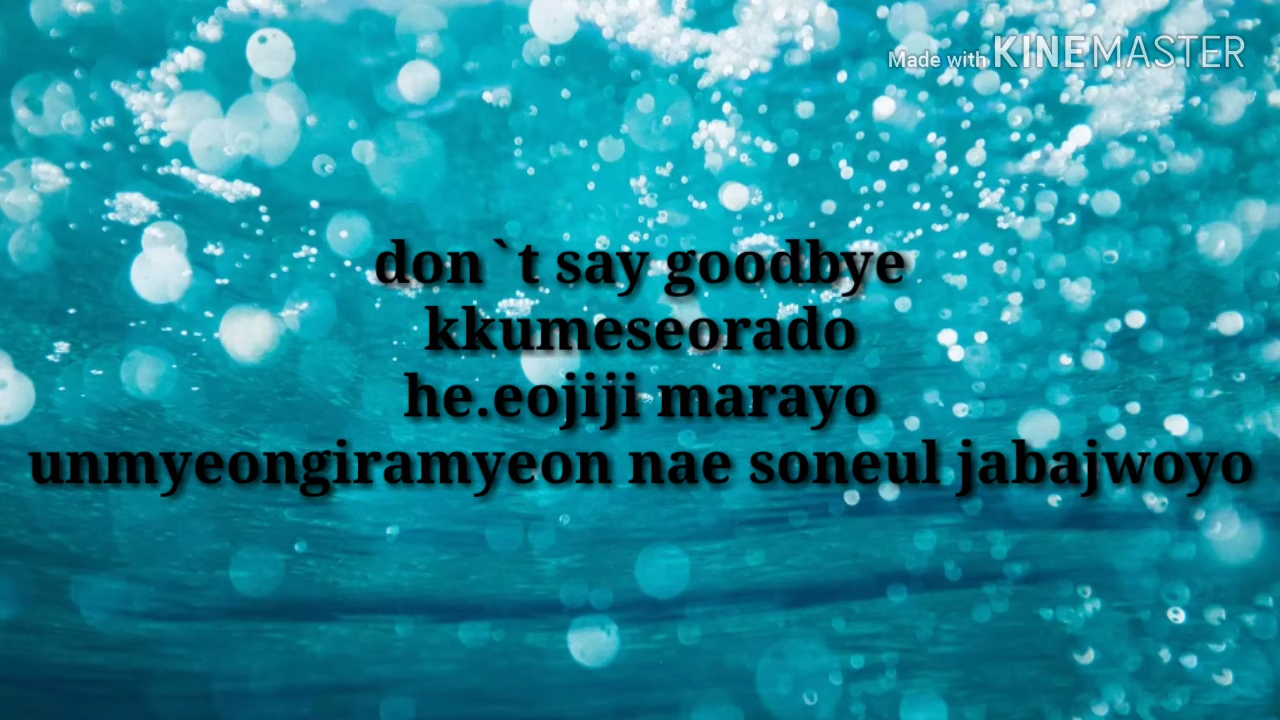 Made with KINEMASTER
don`t say goodbye
kkumeseorado
he.eojiji marayo
unmyeongiramyeon nae soneul jabajwoyo